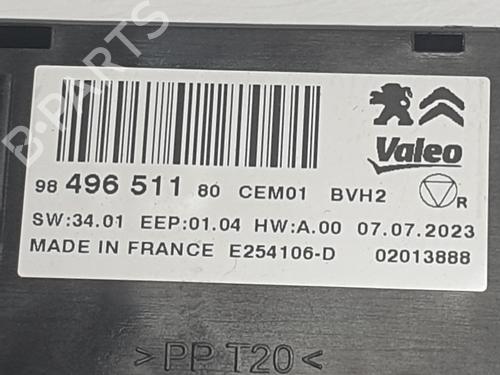 Valeo
98 496 511 80 CEM01 BVH2
R
SW:34.01 EEP:01.04 HW:A.00 07.07.2023
MADE IN FRANCE E254106-D 02013888
>PP T20<
B-PARTS